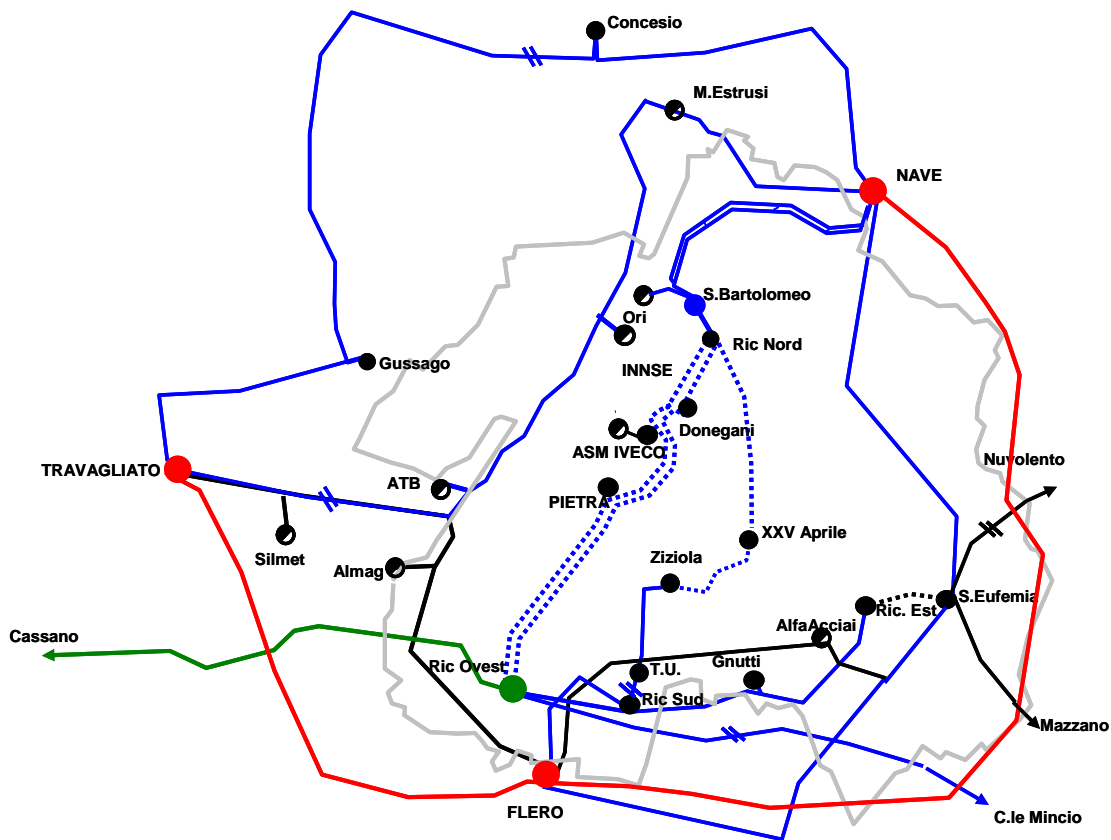 Concesio
M.Estrusi
NAVE
S.Bartolomeo
Ori
Ric Nord
Gussago
INNSE
Donegani
ASM IVECO
TRAVAGLIATO
Nuvolento
ATB
PIETRA
XXV Aprile
Silmet
Ziziola
Almag
S.Eufemia
Ric. Est
AlfaAcciai
Cassano
Ric Ovest
T.U.
Gnutti
Ric Sud
Mazzano
FLERO
C.le Mincio